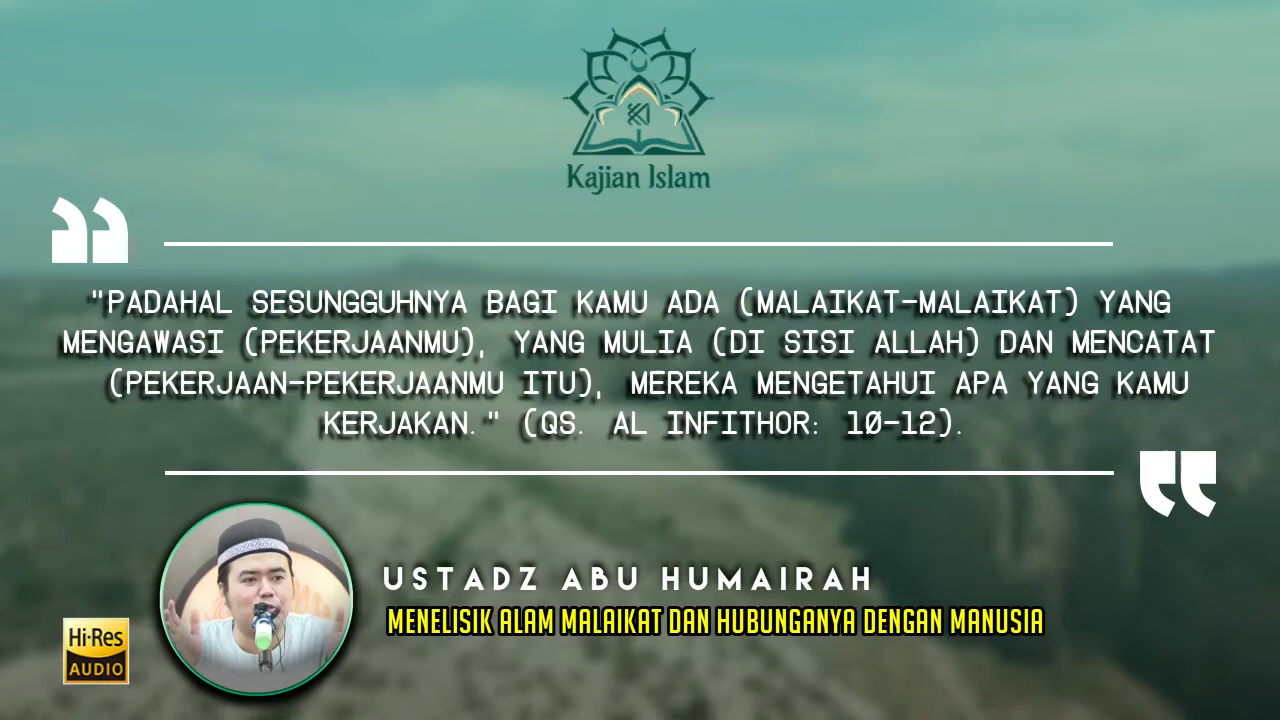 Kajian Islam
"PADAHAL SESUNGGUHNYA BAGI KAMU ADA (MALAIKAT-MALAIKAT) YANG
MENGAWASI (PEKERJAANMU), YANG MULIA (DI SISI ALLAH) DAN MENCATAT
(PEKERJAAN-PEKERJAANMU ITU), MEREKA MENGETAHUI APA YANG KAMU
KERJAKAN." (QS. AL INFITHOR: 10-12).
USTADZ ABU HUMAIRAH
MENELISIK ALAM MALAIKAT DAN HUBUNGANYA DENGAN MANUSIA
Hi-Res
AUDIO